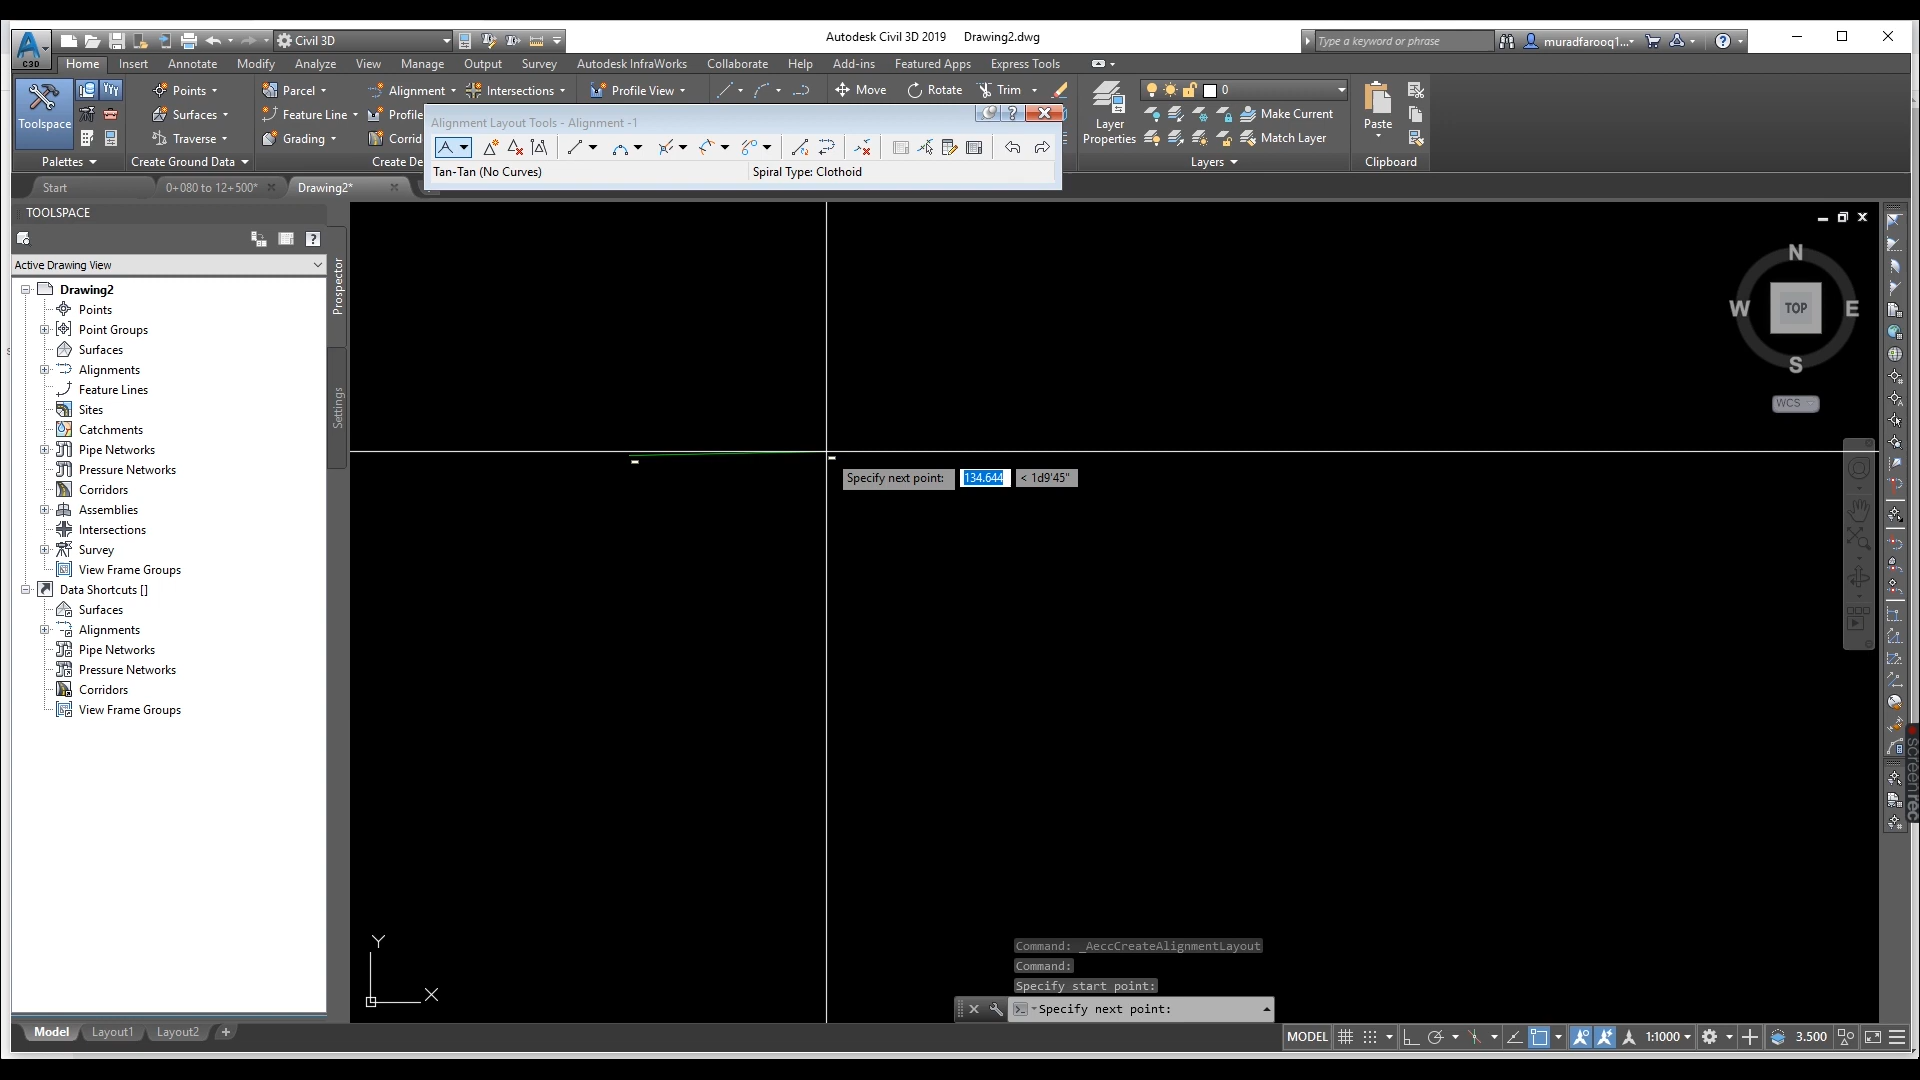 C3D
Civil 3D
Autodesk Civil 3D 2019 Drawing2.dwg
Type a keyword or phrase
muradfarooq1...
Home Insert Annotate Modify Analyze View Manage Output Survey Autodesk InfraWorks Collaborate Help Add-ins Featured Apps Express Tools
Toolspace
Palettes
Points
Surfaces
Traverse
Create Ground Data
Parcel
Feature Line
Grading
Alignment
Profile
Corrid
Create De
Intersections
Profile View
Move
Rotate
Trim
Layer
Properties
0
Make Current
Match Layer
Layers
Paste
Clipboard
Alignment Layout Tools - Alignment -1
Tan-Tan (No Curves)
Spiral Type: Clothoid
Start
0+080 to 12+500*
Drawing2*
TOOLSPACE
Active Drawing View
Prospector
Settings
Drawing2
Points
Point Groups
Surfaces
Alignments
Feature Lines
Sites
Catchments
Pipe Networks
Pressure Networks
Corridors
Assemblies
Intersections
Survey
View Frame Groups
Data Shortcuts []
Surfaces
Alignments
Pipe Networks
Pressure Networks
Corridors
View Frame Groups
N
W TOP E
S
WCS
Specify next point: 134.644 < 1d9'45"
Y
X
Command: _AeccCreateAlignmentLayout
Command:
Specify start point:
Specify next point:
Model Layout1 Layout2 +
MODEL
1:1000
3.500
screenrec